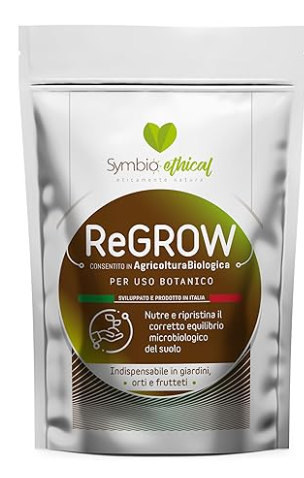 Symbio ethical
eticamente natura
ReGROW
CONSENTITO IN AgricolturaBiologica
PER USO BOTANICO
SVILUPPATO E PRODOTTO IN ITALIA
Nutre e ripristina il
corretto equilibrio
microbiologico
del suolo
Indispensabile in giardini,
orti e frutteti